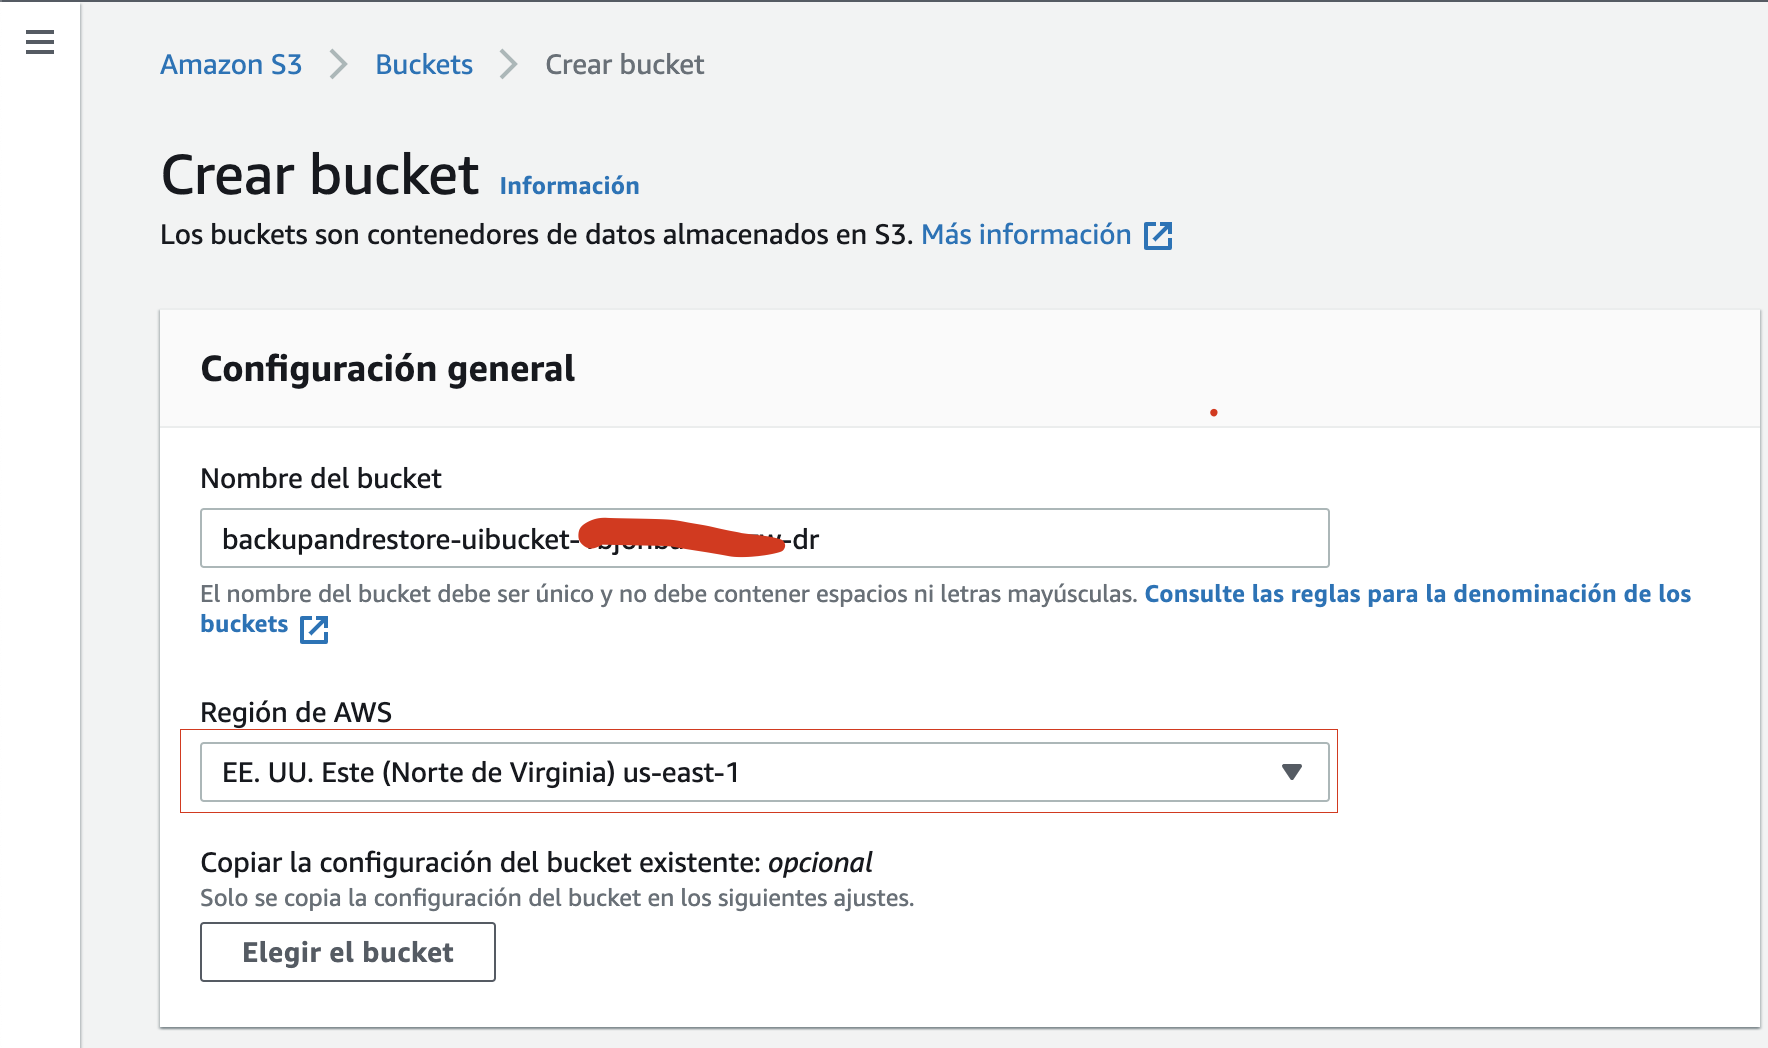 Amazon S3 > Buckets > Crear bucket
Crear bucket Información
Los buckets son contenedores de datos almacenados en S3. Más información
Configuración general
Nombre del bucket
backupandrestore-uibucket- -dr
El nombre del bucket debe ser único y no debe contener espacios ni letras mayúsculas. Consulte las reglas para la denominación de los
buckets
Región de AWS
EE. UU. Este (Norte de Virginia) us-east-1
Copiar la configuración del bucket existente: opcional
Solo se copia la configuración del bucket en los siguientes ajustes.
Elegir el bucket